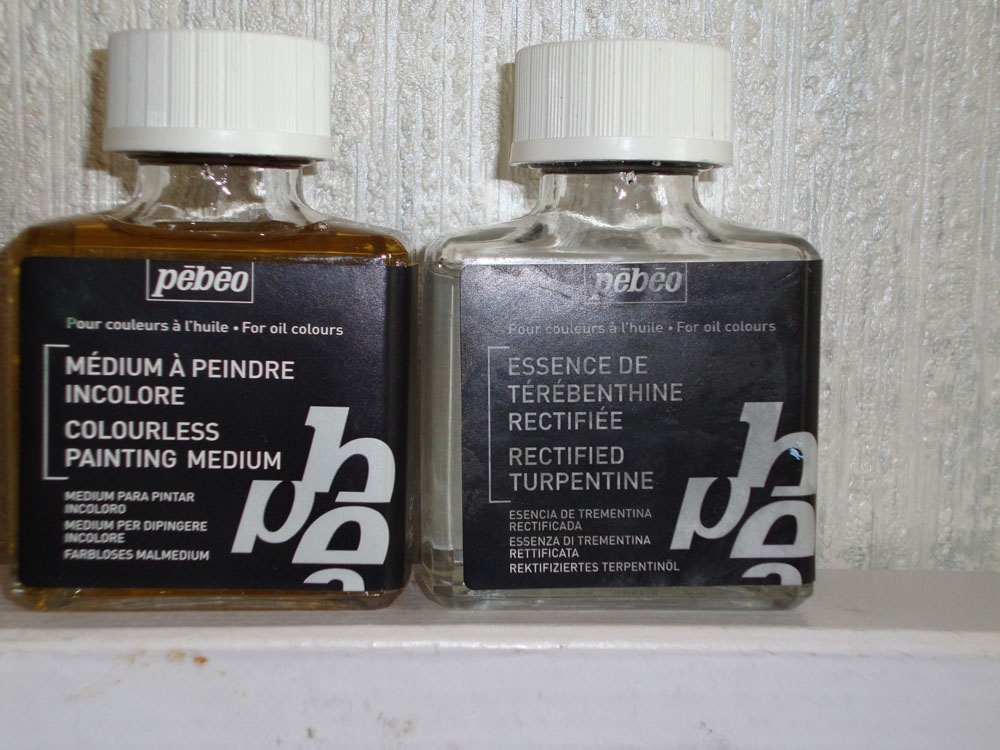 pēbēo
Pour couleurs à l'huile • For oil colours
MÉDIUM À PEINDRE
INCOLORE
COLOURLESS
PAINTING MEDIUM
MEDIUM PARA PINTAR
INCOLORO
MEDIUM PER DIPINGERE
INCOLORE
FARBLOSES MALMEDIUM
pēbēo
Pour couleurs à l'huile • For oil colours
ESSENCE DE
TÉRÉBENTHINE
RECTIFIÉE
RECTIFIED
TURPENTINE
ESENCIA DE TREMENTINA
RECTIFICADA
ESSENZA DI TREMENTINA
RETTIFICATA
REKTIFIZIERTES TERPENTINÖL